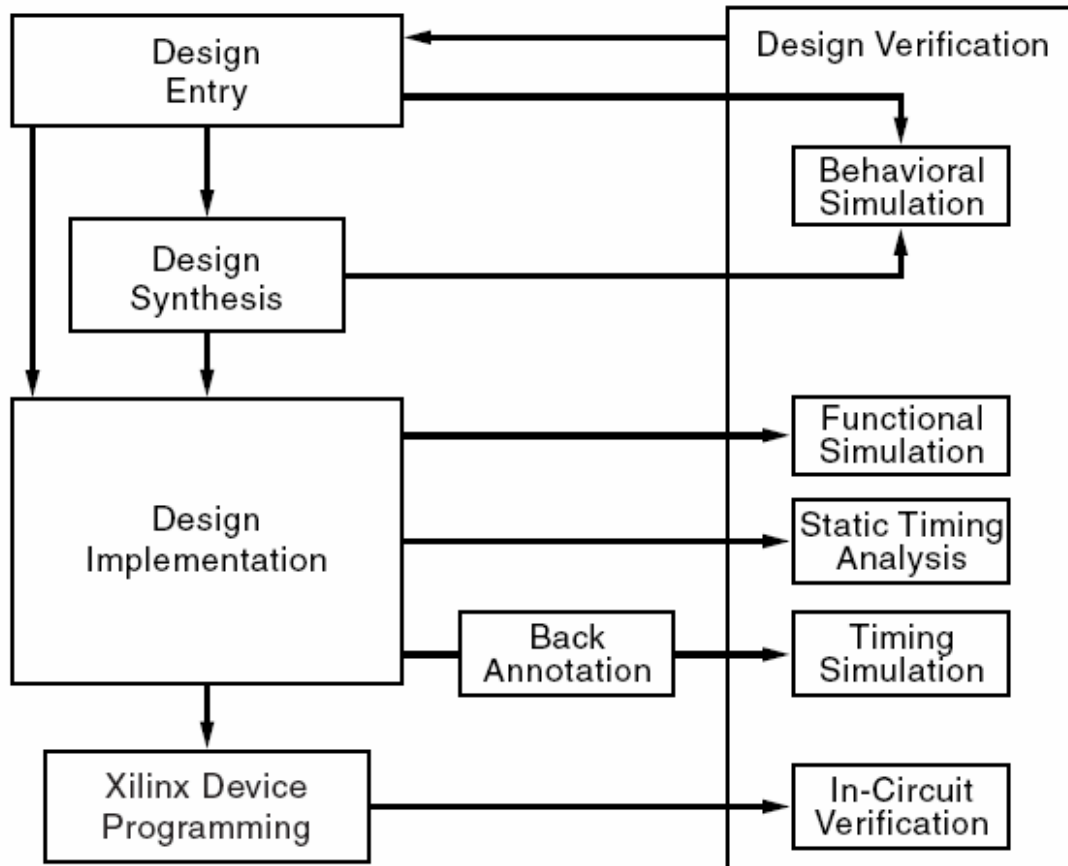 Design
Entry
Design Verification
Behavioral
Simulation
Design
Synthesis
Functional
Simulation
Design
Implementation
Static Timing
Analysis
Back
Annotation
Timing
Simulation
Xilinx Device
Programming
In-Circuit
Verification